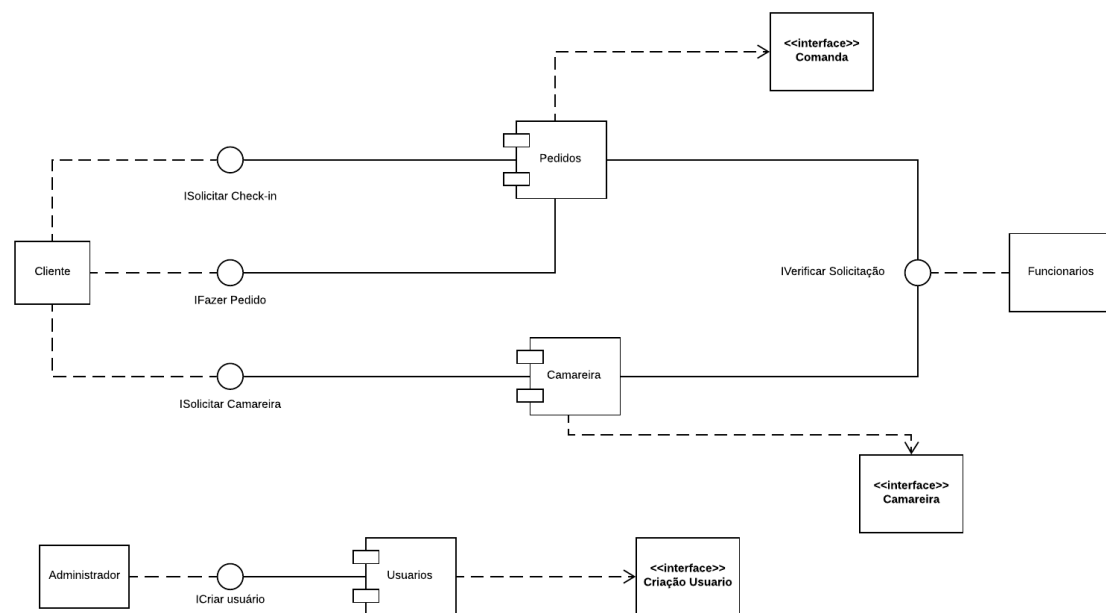 <<interface>>
Comanda
Pedidos
ISolicitar Check-in
Cliente
IFazer Pedido
IVerificar Solicitação
Funcionarios
Camareira
ISolicitar Camareira
<<interface>>
Camareira
Administrador
ICriar usuário
Usuarios
<<interface>>
Criação Usuario